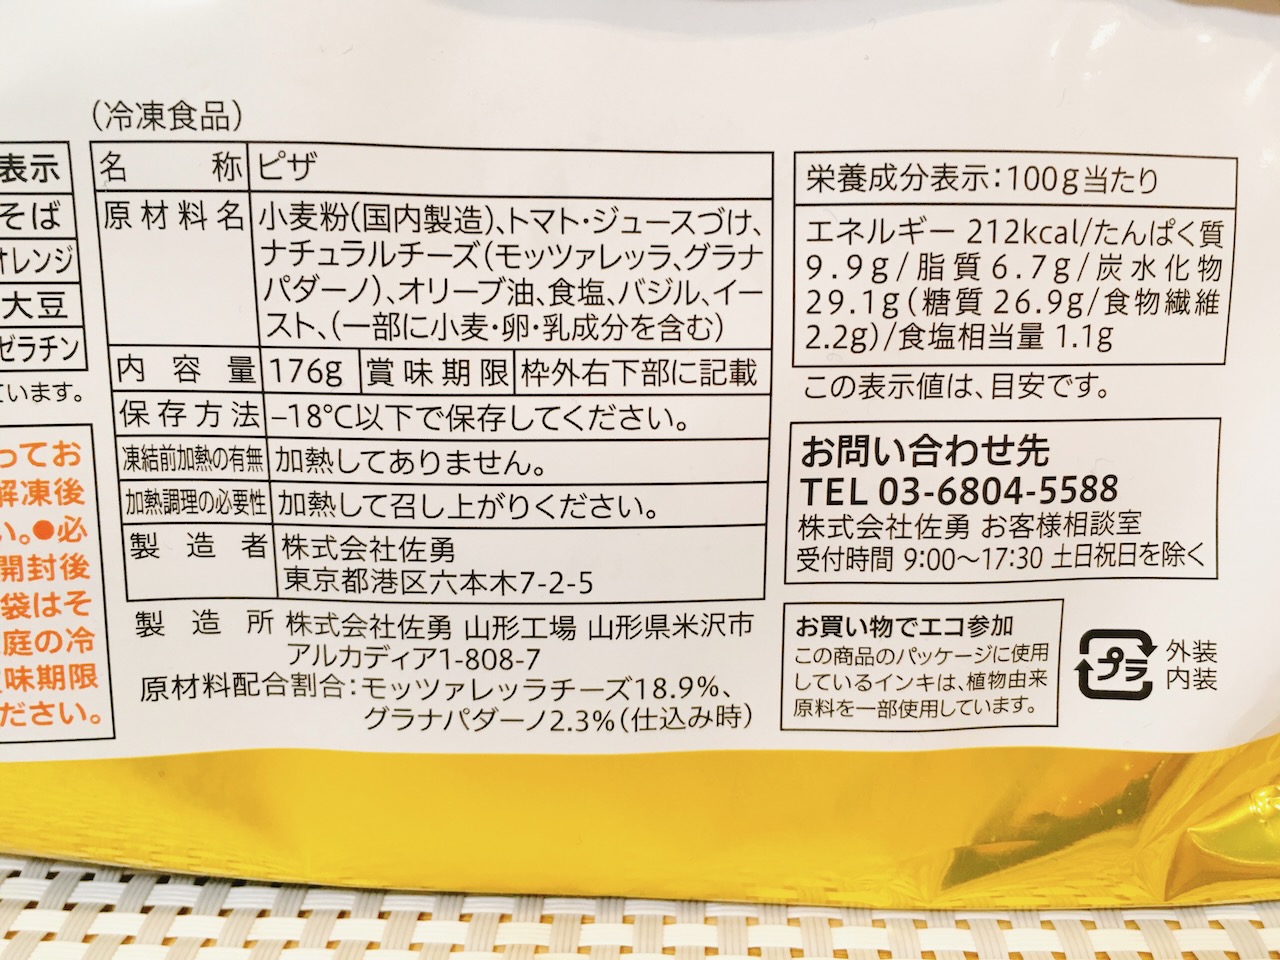 (冷凍食品)
表示
そば
オレンジ
大豆
ゼラチン
ています。
ってお
解凍後
い。●必
開封後
袋はそ
庭の冷
味期限
ださい。
名 称 ピザ
原材料名 小麦粉(国内製造)、トマト・ジュースづけ、
ナチュラルチーズ(モッツァレッラ、グラナ
パダーノ)、オリーブ油、食塩、バジル、イー
スト、(一部に小麦・卵・乳成分を含む)
内容量 176g 賞味期限 枠外右下部に記載
保存方法 −18℃以下で保存してください。
凍結前加熱の有無 加熱してありません。
加熱調理の必要性 加熱して召し上がりください。
製造者 株式会社佐勇
東京都港区六本木7-2-5
製造所 株式会社佐勇 山形工場 山形県米沢市
アルカディア1-808-7
原材料配合割合:モッツァレッラチーズ18.9%、
グラナパダーノ2.3%(仕込み時)
栄養成分表示:100g当たり
エネルギー 212kcal/たんぱく質
9.9g/脂質6.7g/炭水化物
29.1g(糖質26.9g/食物繊維
2.2g)/食塩相当量 1.1g
この表示値は、目安です。
お問い合わせ先
TEL 03-6804-5588
株式会社佐勇 お客様相談室
受付時間 9:00〜17:30 土日祝日を除く
お買い物でエコ参加
この商品のパッケージに使用
しているインキは、植物由来
原料を一部使用しています。
プラ
外装
内装